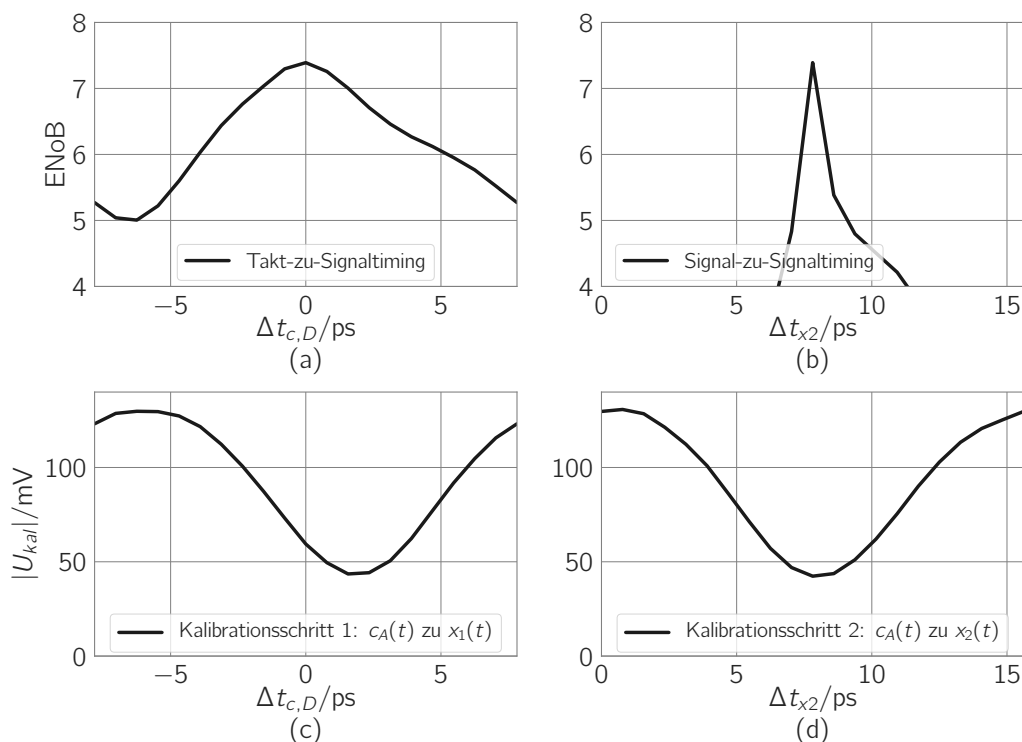 8
7
6
5
4
ENoB
Takt-zu-Signaltiming
−5 0 5
Δt_{c,D}/ps
(a)
8
7
6
5
4
Signal-zu-Signaltiming
0 5 10 15
Δt_{x2}/ps
(b)
100
50
0
|U_{kal}|/mV
Kalibrationsschritt 1: c_A(t) zu x_1(t)
−5 0 5
Δt_{c,D}/ps
(c)
100
50
0
Kalibrationsschritt 2: c_A(t) zu x_2(t)
0 5 10 15
Δt_{x2}/ps
(d)